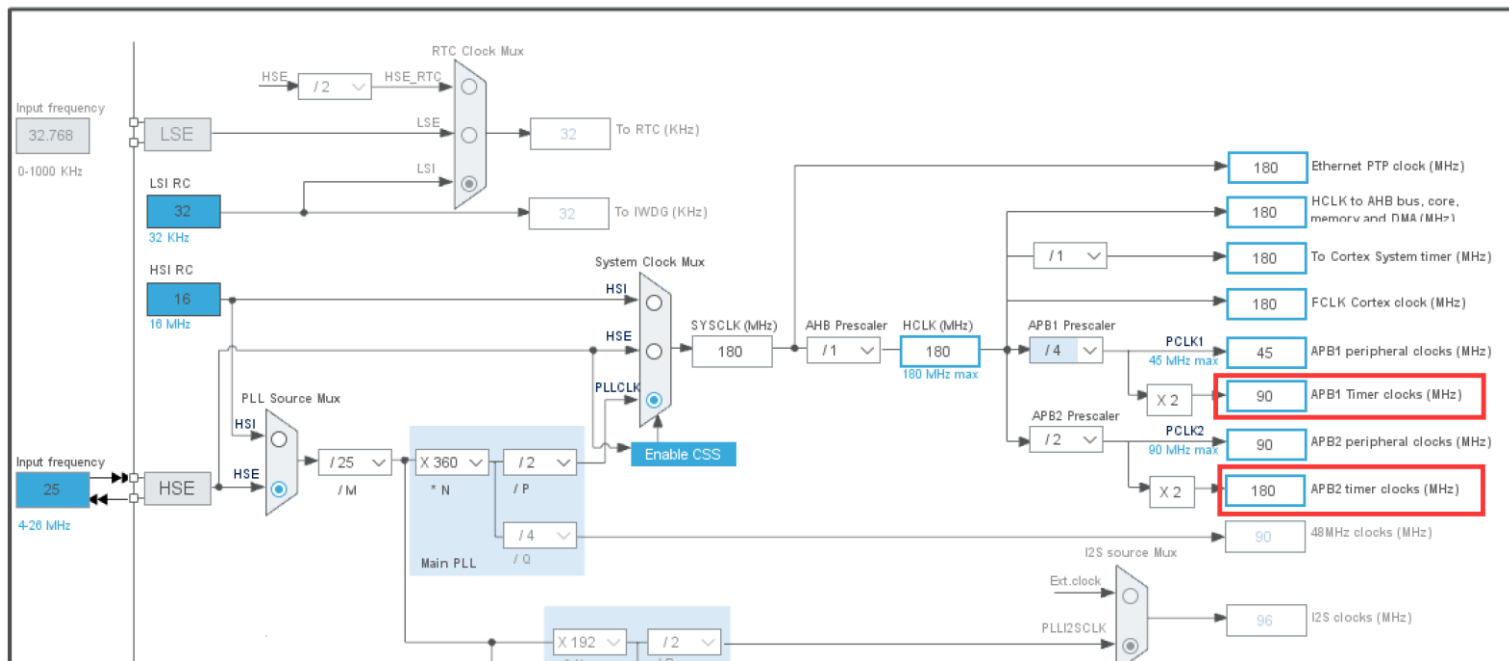 RTC Clock Mux
HSE
/ 2
HSE_RTC
Input frequency
32.768
0-1000 KHz
LSE
LSE
32
To RTC (KHz)
LSI
LSI RC
32
32 KHz
32
To IWDG (KHz)
HSI RC
16
16 MHz
System Clock Mux
HSI
HSE
PLLCLK
SYSCLK (MHz)
180
AHB Prescaler
/ 1
HCLK (MHz)
180
180 MHz max
180
Ethernet PTP clock (MHz)
180
HCLK to AHB bus, core,
memory and DMA (MHz)
/ 1
180
To Cortex System timer (MHz)
180
FCLK Cortex clock (MHz)
APB1 Prescaler
/ 4
PCLK1
45 MHz max
45
APB1 peripheral clocks (MHz)
X 2
90
APB1 Timer clocks (MHz)
APB2 Prescaler
/ 2
PCLK2
90 MHz max
90
APB2 peripheral clocks (MHz)
X 2
180
APB2 timer clocks (MHz)
Enable CSS
PLL Source Mux
HSI
HSE
Input frequency
25
4-26 MHz
HSE
/ 25
/ M
X 360
* N
/ 2
/ P
/ 4
/ Q
Main PLL
90
48MHz clocks (MHz)
I2S source Mux
Ext.clock
PLLI2SCLK
96
I2S clocks (MHz)
X 192
/ 2